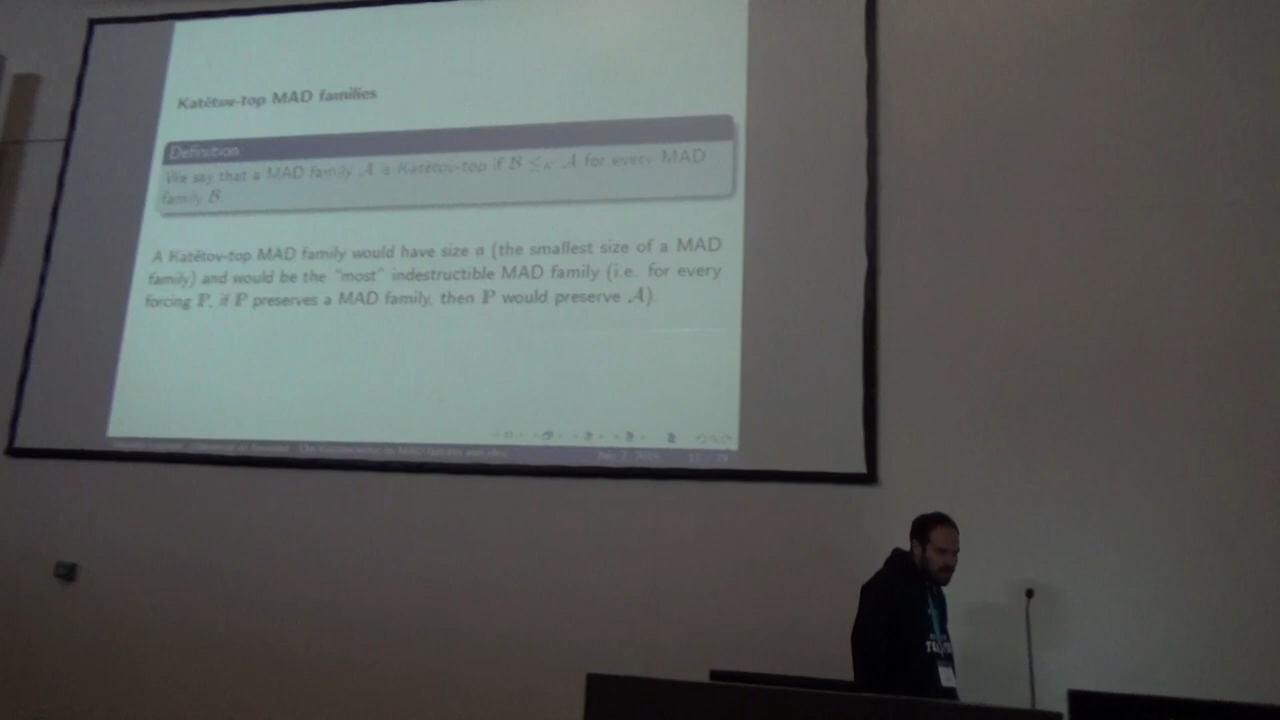 Katětov-top MAD families
Definition
We say that a MAD family 𝒜 is Katětov-top if ℬ ≤_K 𝒜 for every MAD
family ℬ.
A Katětov-top MAD family would have size 𝔞 (the smallest size of a MAD
family) and would be the "most" indestructible MAD family (i.e. for every
forcing ℙ, if ℙ preserves a MAD family, then ℙ would preserve 𝒜).